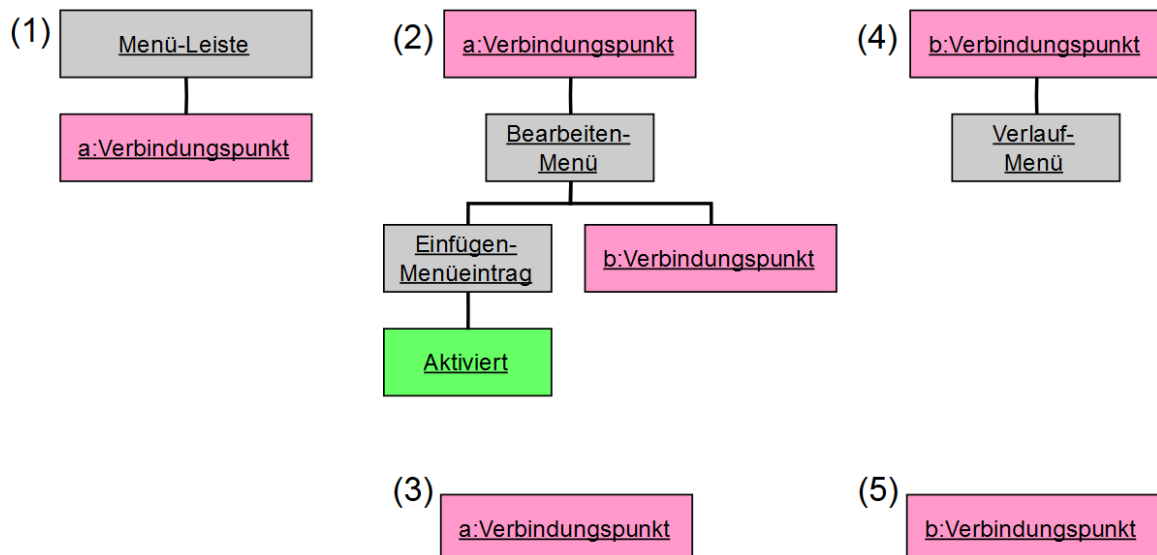 (1)
Menü-Leiste
a:Verbindungspunkt
(2)
a:Verbindungspunkt
Bearbeiten-
Menü
Einfügen-
Menüeintrag
b:Verbindungspunkt
Aktiviert
(4)
b:Verbindungspunkt
Verlauf-
Menü
(3)
a:Verbindungspunkt
(5)
b:Verbindungspunkt